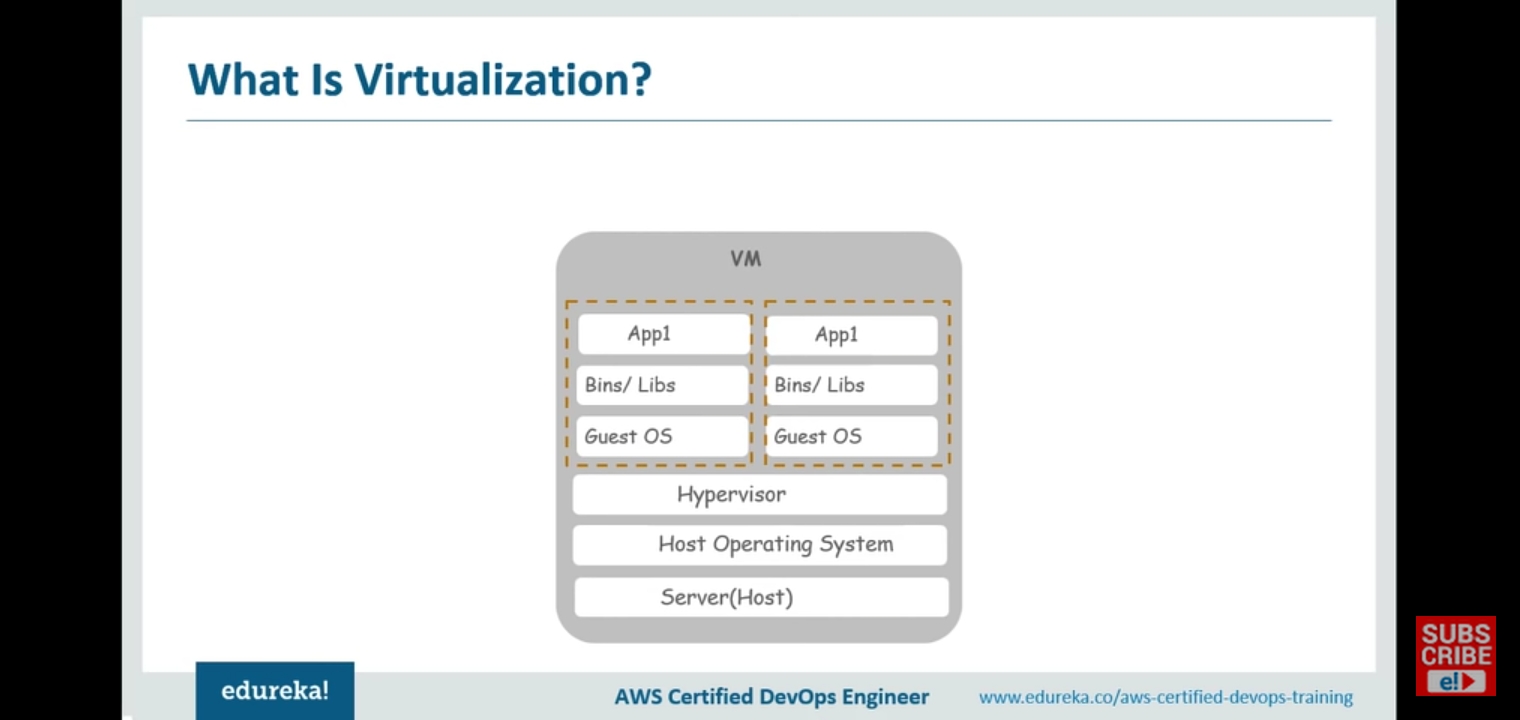 What Is Virtualization?
VM
App1 App1
Bins/ Libs Bins/ Libs
Guest OS Guest OS
Hypervisor
Host Operating System
Server(Host)
edureka!
AWS Certified DevOps Engineer
www.edureka.co/aws-certified-devops-training
SUBS
CRIBE
e!